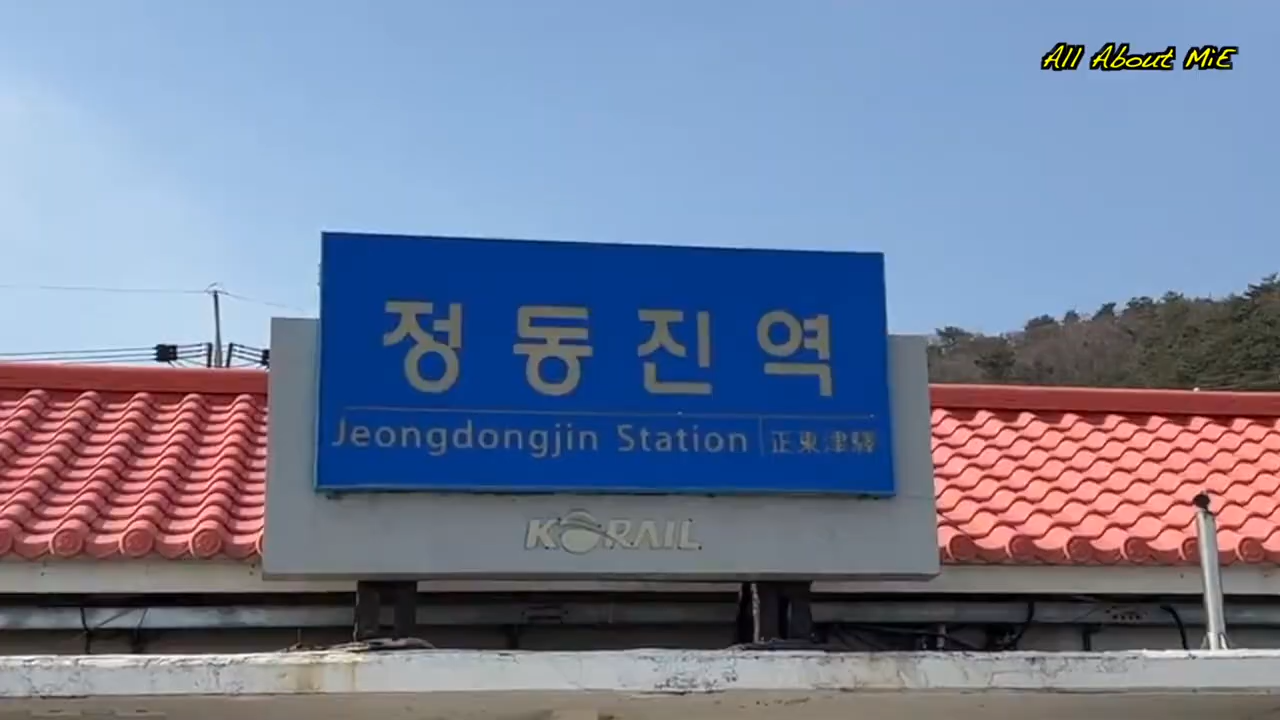 All About MiE
정동진역
Jeongdongjin Station 正東津驛
KORAIL